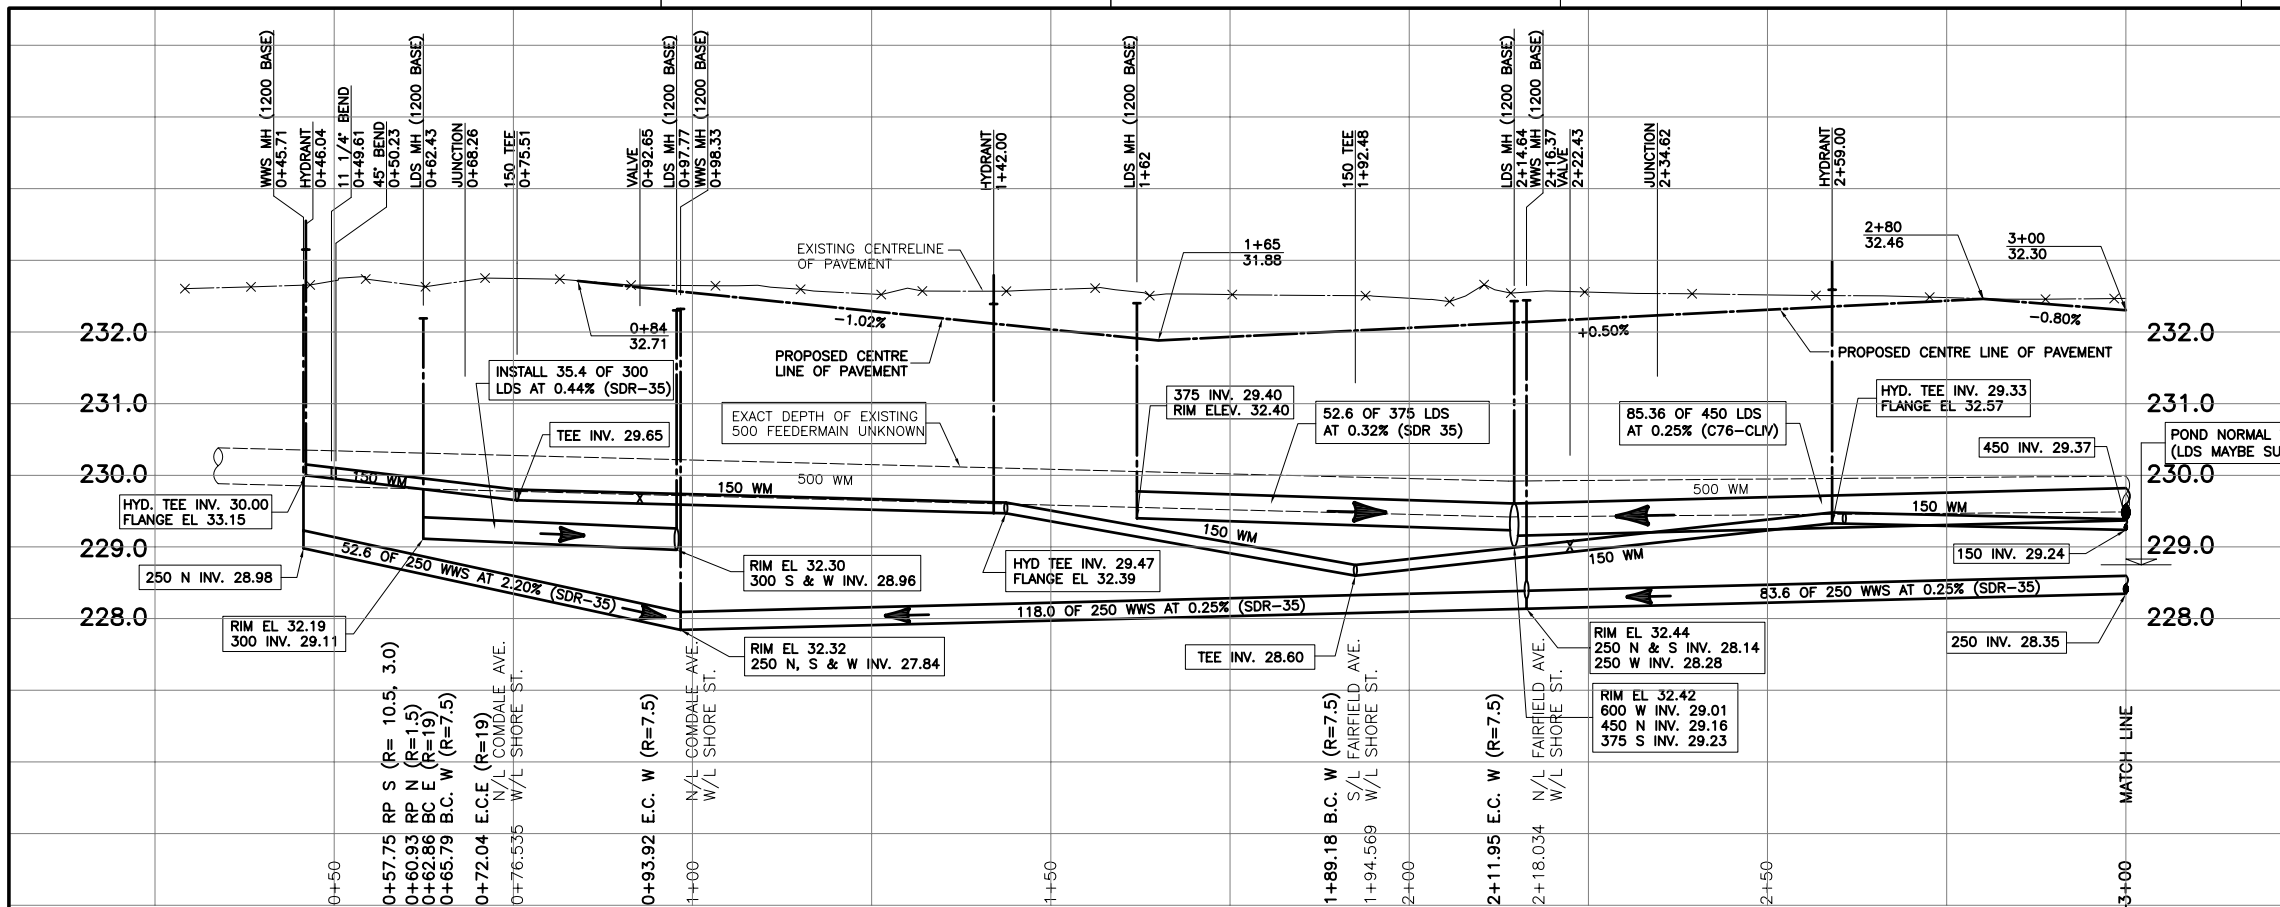 WWS MH (1200 BASE)
0+45.71
HYDRANT
0+46.04
11 1/4° BEND
0+49.61
45° BEND
0+50.23
LDS MH (1200 BASE)
0+62.43
JUNCTION
0+68.26
150 TEE
0+75.51
VALVE
0+92.65
LDS MH (1200 BASE)
0+97.77
WWS MH (1200 BASE)
0+98.33
HYDRANT
1+42.00
LDS MH (1200 BASE)
1+62
150 TEE
1+92.48
LDS MH (1200 BASE)
2+14.64
WWS MH (1200 BASE)
2+16.37
VALVE
2+22.43
JUNCTION
2+34.62
HYDRANT
2+59.00
EXISTING CENTRELINE
OF PAVEMENT
1+65
31.88
2+80
32.46
3+00
32.30
232.0
0+84
32.71
-1.02%
+0.50%
-0.80%
232.0
PROPOSED CENTRE
LINE OF PAVEMENT
PROPOSED CENTRE LINE OF PAVEMENT
INSTALL 35.4 OF 300
LDS AT 0.44% (SDR-35)
231.0
EXACT DEPTH OF EXISTING
500 FEEDERMAIN UNKNOWN
375 INV. 29.40
RIM ELEV. 32.40
52.6 OF 375 LDS
AT 0.32% (SDR 35)
85.36 OF 450 LDS
AT 0.25% (C76-CLIV)
HYD. TEE INV. 29.33
FLANGE EL 32.57
231.0
TEE INV. 29.65
450 INV. 29.37
POND NORMAL
(LDS MAYBE SU
230.0
150 WM
150 WM
500 WM
500 WM
150 WM
230.0
HYD. TEE INV. 30.00
FLANGE EL 33.15
150 WM
150 WM
229.0
229.0
250 N INV. 28.98
52.6 OF 250 WWS AT 2.20% (SDR-35)
RIM EL 32.30
300 S & W INV. 28.96
HYD TEE INV. 29.47
FLANGE EL 32.39
150 INV. 29.24
228.0
118.0 OF 250 WWS AT 0.25% (SDR-35)
83.6 OF 250 WWS AT 0.25% (SDR-35)
228.0
RIM EL 32.19
300 INV. 29.11
RIM EL 32.32
250 N, S & W INV. 27.84
TEE INV. 28.60
RIM EL 32.44
250 N & S INV. 28.14
250 W INV. 28.28
250 INV. 28.35
RIM EL 32.42
600 W INV. 29.01
450 N INV. 29.16
375 S INV. 29.23
0+50
0+57.75 RP S (R= 10.5, 3.0)
0+60.93 RP N (R=1.5)
0+62.86 BC E (R=19)
0+65.79 B.C. W (R=7.5)
0+72.04 E.C.E (R=19)
N/L COMDALE AVE.
0+76.535 W/L SHORE ST.
0+93.92 E.C. W (R=7.5)
1+00
N/L COMDALE AVE.
W/L SHORE ST.
1+50
1+89.18 B.C. W (R=7.5)
S/L FAIRFIELD AVE.
1+94.569 W/L SHORE ST.
2+00
2+11.95 E.C. W (R=7.5)
2+18.034 N/L FAIRFIELD AVE.
W/L SHORE ST.
2+50
MATCH LINE
3+00